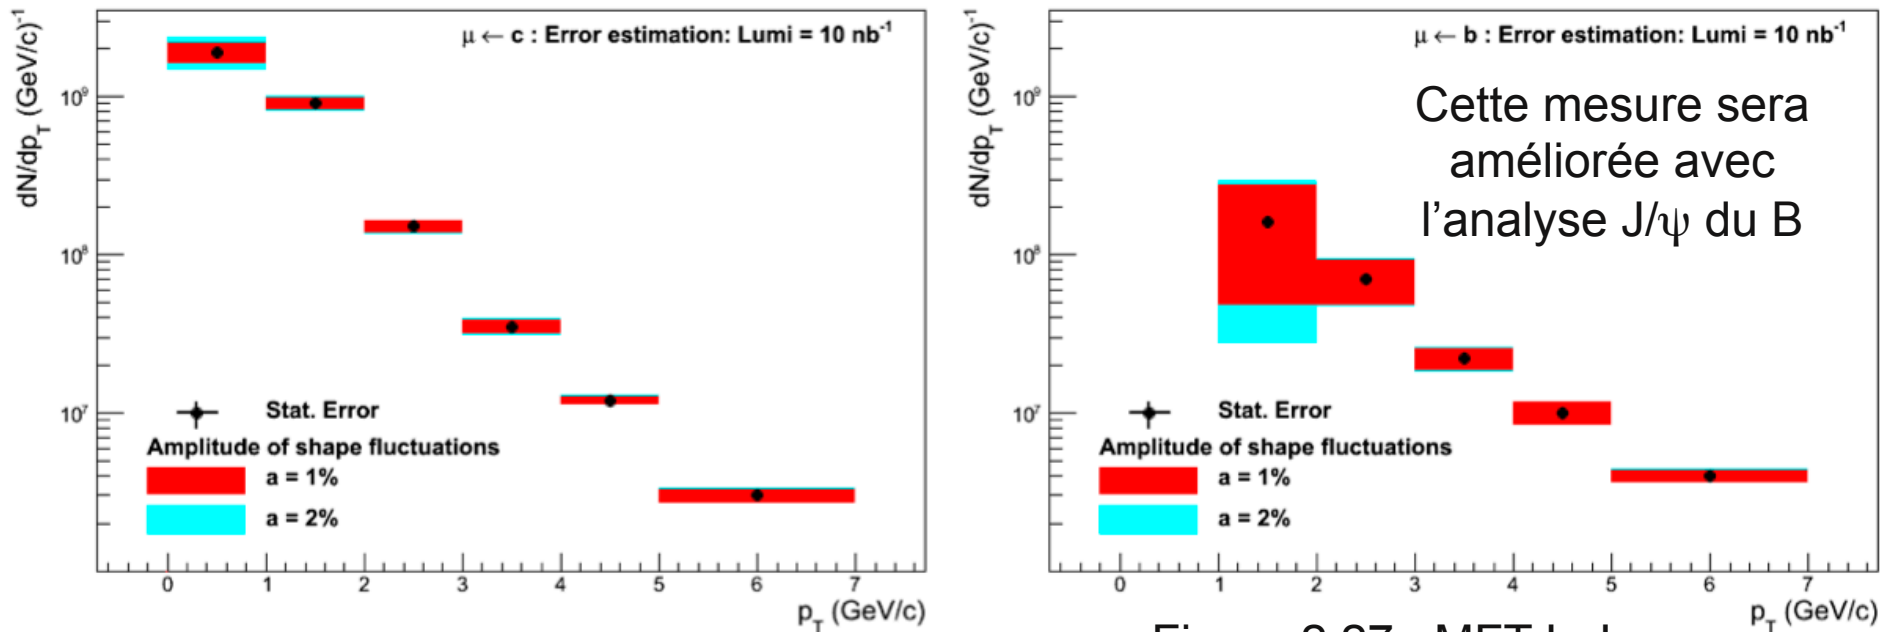 μ ← c : Error estimation: Lumi = 10 nb⁻¹
dN/dp_T (GeV/c)⁻¹
10⁹
10⁸
10⁷
Stat. Error
Amplitude of shape fluctuations
a = 1%
a = 2%
0 1 2 3 4 5 6 7
p_T (GeV/c)
μ ← b : Error estimation: Lumi = 10 nb⁻¹
Cette mesure sera
améliorée avec
l’analyse J/ψ du B
dN/dp_T (GeV/c)⁻¹
10⁹
10⁸
10⁷
Stat. Error
Amplitude of shape fluctuations
a = 1%
a = 2%
0 1 2 3 4 5 6 7
p_T (GeV/c)